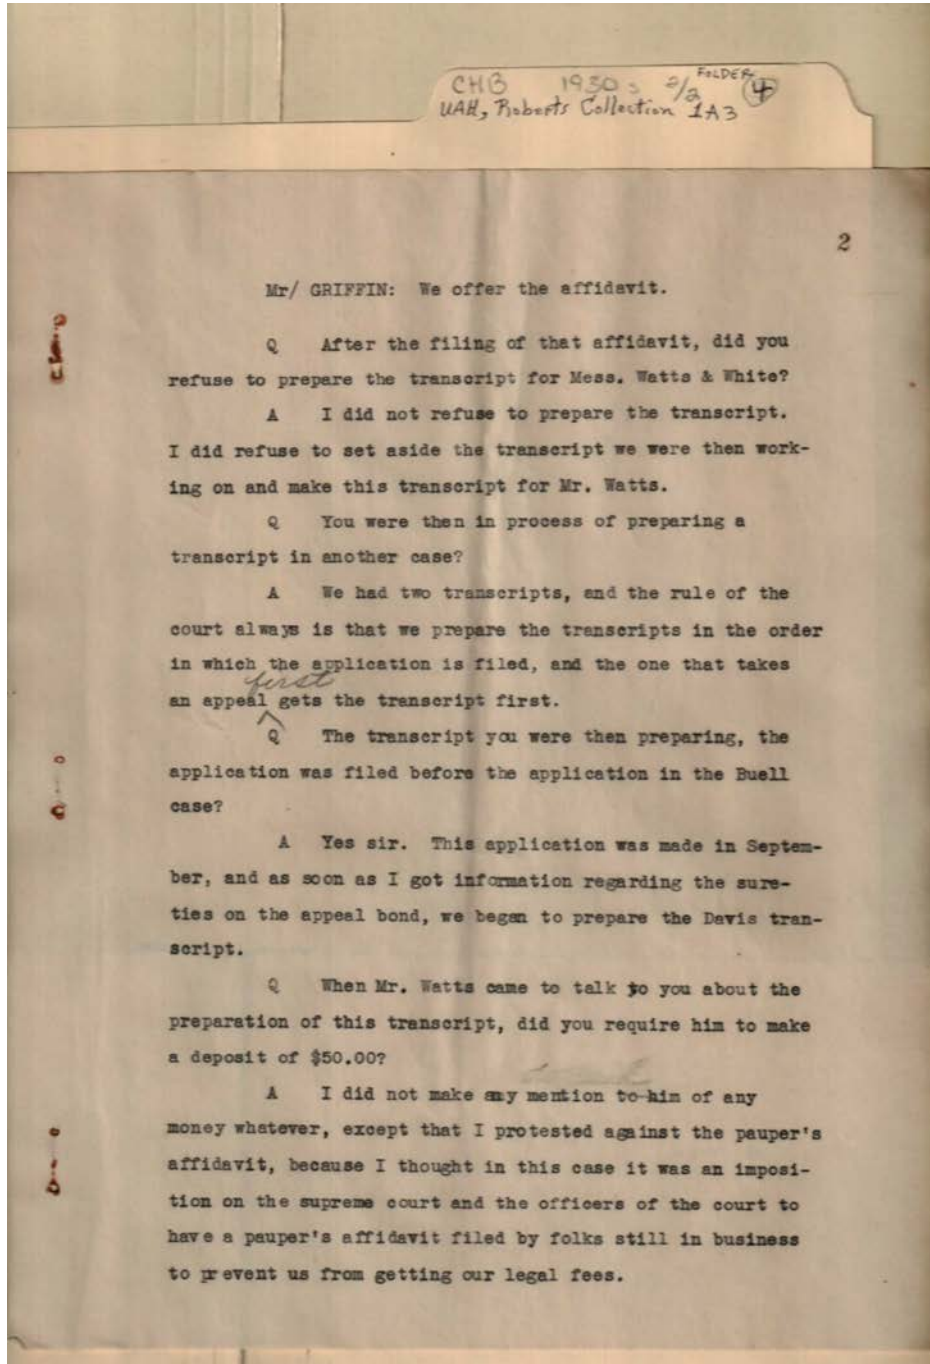 CHB 1930s 2/2 FOLDER 4
UAH, Roberts Collection 1A3
2
Mr/ GRIFFIN: We offer the affidavit.
Q After the filing of that affidavit, did you
refuse to prepare the transcript for Mess. Watts & White?
A I did not refuse to prepare the transcript.
I did refuse to set aside the transcript we were then work-
ing on and make this transcript for Mr. Watts.
Q You were then in process of preparing a
transcript in another case?
A We had two transcripts, and the rule of the
court always is that we prepare the transcripts in the order
in which the application is filed, and the one that takes
first
an appeal gets the transcript first.
Q The transcript you were then preparing, the
application was filed before the application in the Buell
case?
A Yes sir. This application was made in Septem-
ber, and as soon as I got information regarding the sure-
ties on the appeal bond, we began to prepare the Davis tran-
script.
Q When Mr. Watts came to talk to you about the
preparation of this transcript, did you require him to make
a deposit of $50.00?
A I did not make any mention to him of any
money whatever, except that I protested against the pauper's
affidavit, because I thought in this case it was an imposi-
tion on the supreme court and the officers of the court to
have a pauper's affidavit filed by folks still in business
to prevent us from getting our legal fees.